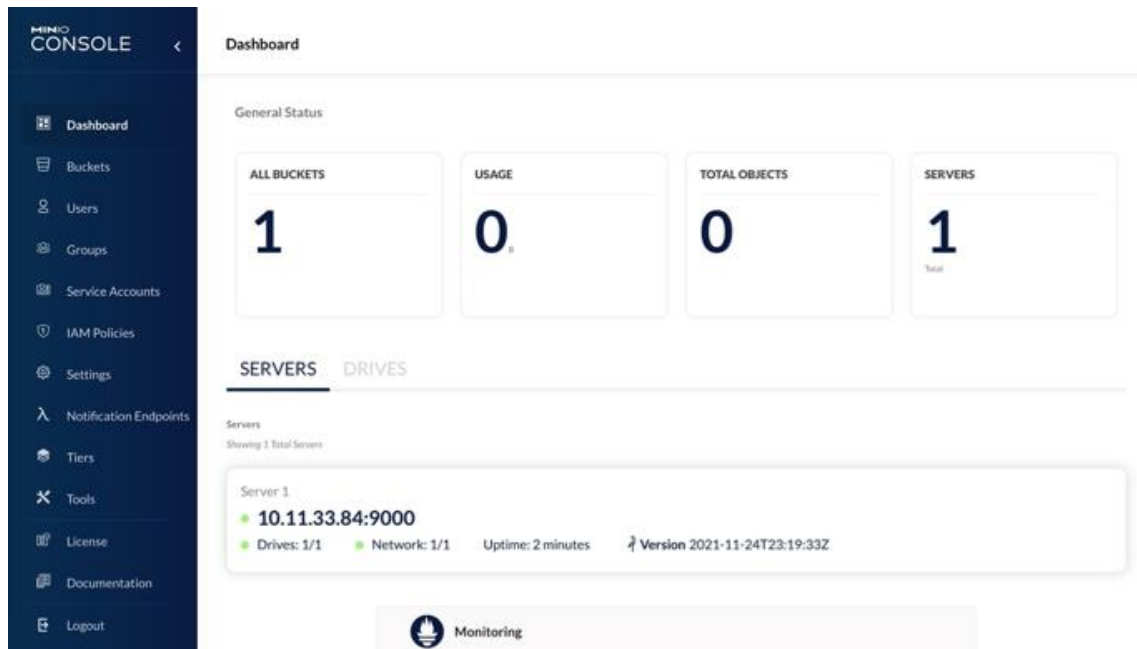 MINIO
CONSOLE
Dashboard
Dashboard
Buckets
Users
Groups
Service Accounts
IAM Policies
Settings
Notification Endpoints
Tiers
Tools
License
Documentation
Logout
General Status
ALL BUCKETS
1
USAGE
0 B
TOTAL OBJECTS
0
SERVERS
1
Total
SERVERS DRIVES
Servers
Showing 1 Total Servers
Server 1
10.11.33.84:9000
Drives: 1/1 Network: 1/1 Uptime: 2 minutes Version 2021-11-24T23:19:33Z
Monitoring